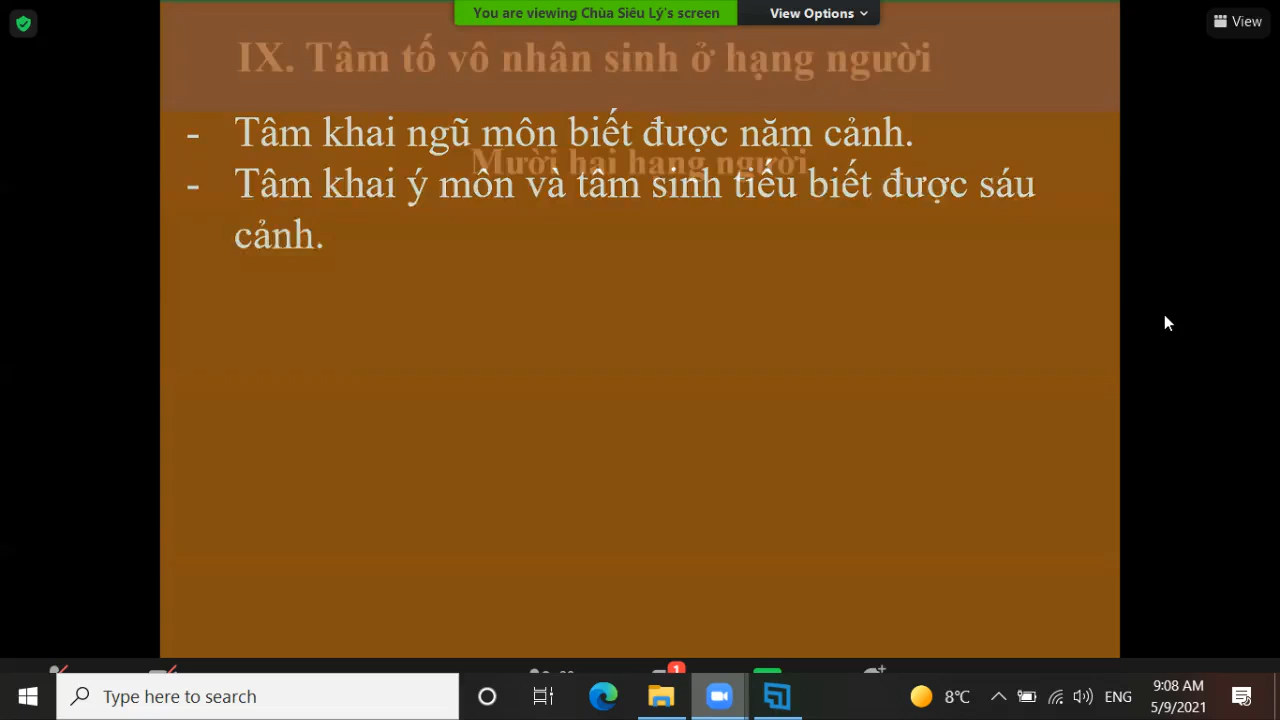 You are viewing Chùa Siêu Lý's screen
View Options
View
IX. Tâm tố vô nhân sinh ở hạng người
- Tâm khai ngũ môn biết được năm cảnh.
Mười hai hạng người
- Tâm khai ý môn và tâm sinh tiếu biết được sáu
cảnh.
1
Type here to search
8°C
ENG
9:08 AM
5/9/2021